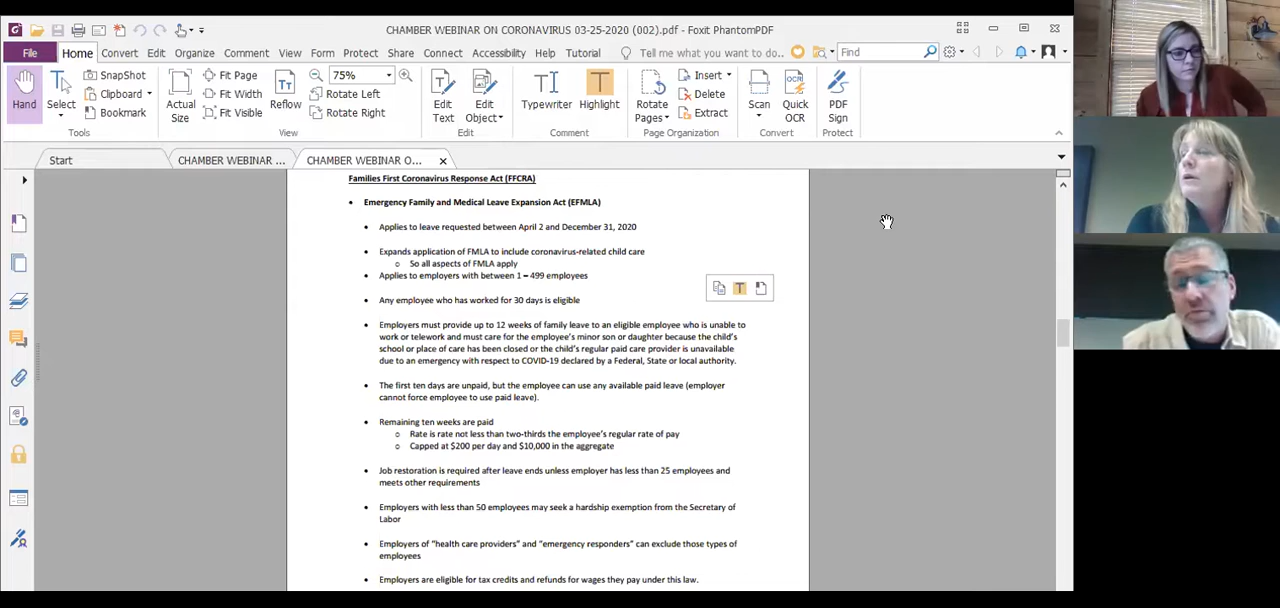 CHAMBER WEBINAR ON CORONAVIRUS 03-25-2020 (002).pdf - Foxit PhantomPDF
File Home Convert Edit Organize Comment View Form Protect Share Connect Accessibility Help Tutorial Tell me what you want to do... Find
Hand
Select
SnapShot
Clipboard
Bookmark
Tools
Actual Size
Fit Page
Fit Width
Fit Visible
Reflow
75%
Rotate Left
Rotate Right
View
Edit Text
Edit Object
Edit
Typewriter
Highlight
Comment
Rotate Pages
Insert
Delete
Extract
Page Organization
Scan
Quick OCR
Convert
PDF Sign
Protect
Start CHAMBER WEBINAR ... CHAMBER WEBINAR O...
Families First Coronavirus Response Act (FFCRA)
• Emergency Family and Medical Leave Expansion Act (EFMLA)
• Applies to leave requested between April 2 and December 31, 2020
• Expands application of FMLA to include coronavirus-related child care
o So all aspects of FMLA apply
• Applies to employers with between 1 – 499 employees
• Any employee who has worked for 30 days is eligible
• Employers must provide up to 12 weeks of family leave to an eligible employee who is unable to
work or telework and must care for the employee's minor son or daughter because the child's
school or place of care has been closed or the child's regular paid care provider is unavailable
due to an emergency with respect to COVID-19 declared by a Federal, State or local authority.
• The first ten days are unpaid, but the employee can use any available paid leave (employer
cannot force employee to use paid leave).
• Remaining ten weeks are paid
o Rate is rate not less than two-thirds the employee's regular rate of pay
o Capped at $200 per day and $10,000 in the aggregate
• Job restoration is required after leave ends unless employer has less than 25 employees and
meets other requirements
• Employers with less than 50 employees may seek a hardship exemption from the Secretary of
Labor
• Employers of "health care providers" and "emergency responders" can exclude those types of
employees
• Employers are eligible for tax credits and refunds for wages they pay under this law.